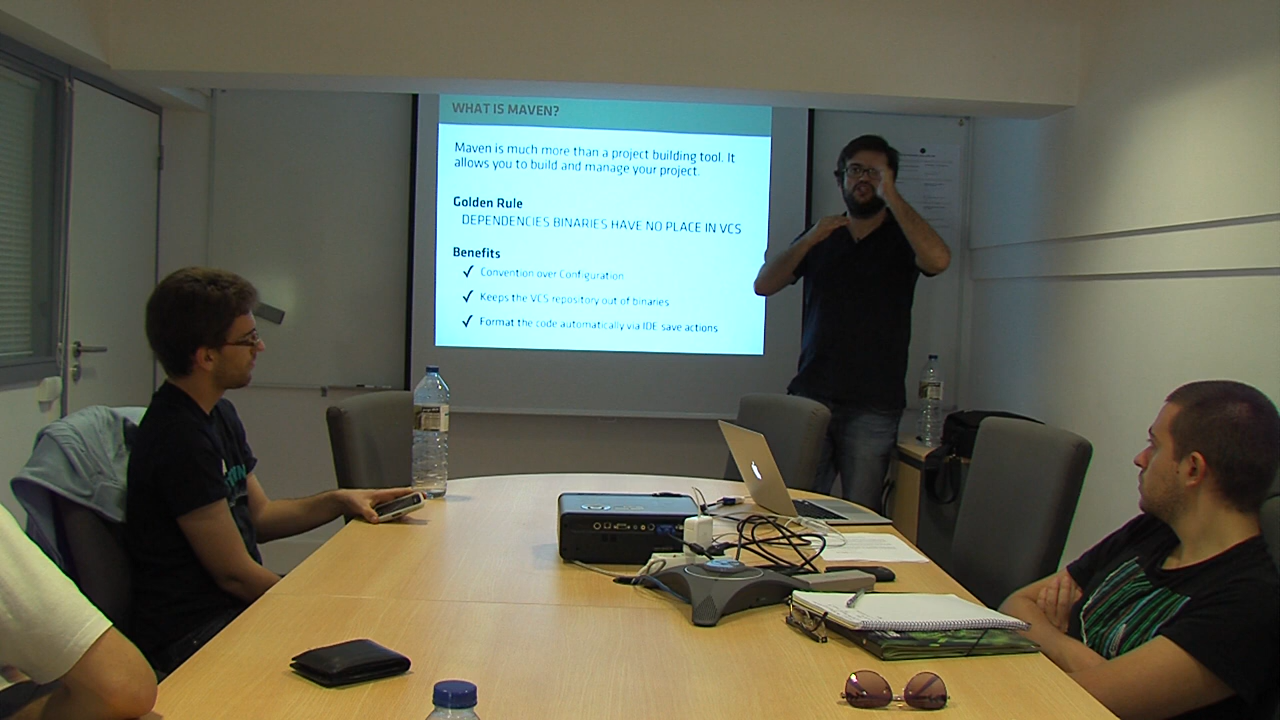 WHAT IS MAVEN?
Maven is much more than a project building tool. It
allows you to build and manage your project.
Golden Rule
DEPENDENCIES BINARIES HAVE NO PLACE IN VCS
Benefits
✓ Convention over Configuration
✓ Keeps the VCS repository out of binaries
✓ Format the code automatically via IDE save actions